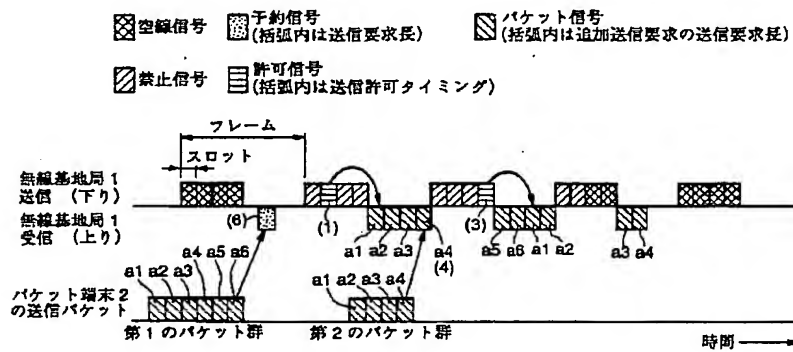 空線信号
予約信号
(括弧内は送信要求長)
パケット信号
(括弧内は追加送信要求の送信要求長)
禁止信号
許可信号
(括弧内は送信許可タイミング)
フレーム
スロット
無線基地局1
送信 (下り)
無線基地局1
受信 (上り)
(6)
(1)
(3)
a1
a2
a3
a4
(4)
a5
a6
a1
a2
a3
a4
a1
a2
a3
a4
a5
a6
a1
a2
a3
a4
パケット端末2
の送信パケット
第1のパケット群
第2のパケット群
時間